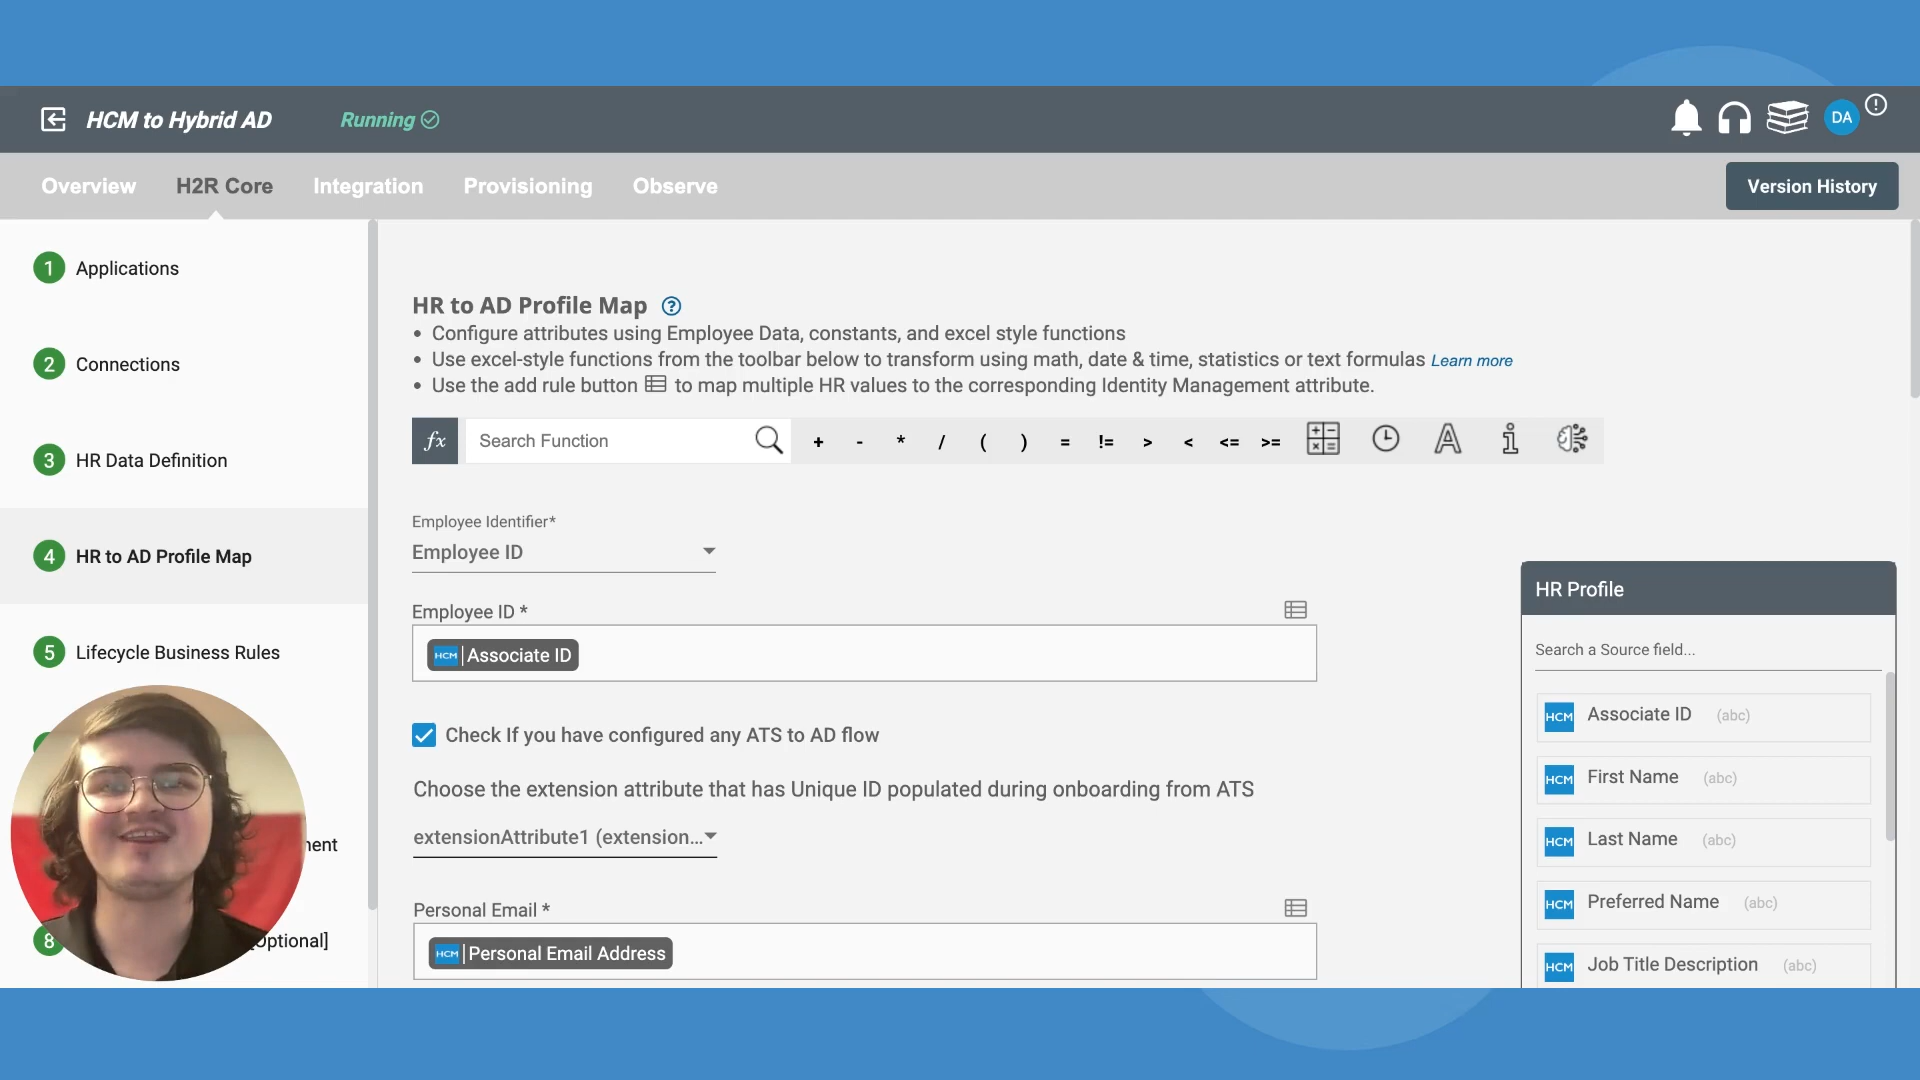 HCM to Hybrid AD
Running
DA
Overview
H2R Core
Integration
Provisioning
Observe
Version History
1 Applications
2 Connections
3 HR Data Definition
4 HR to AD Profile Map
5 Lifecycle Business Rules
8
Optional]
HR to AD Profile Map ?
• Configure attributes using Employee Data, constants, and excel style functions
• Use excel-style functions from the toolbar below to transform using math, date & time, statistics or text formulas Learn more
• Use the add rule button to map multiple HR values to the corresponding Identity Management attribute.
fx Search Function + - * / ( ) = != > < <= >=
Employee Identifier*
Employee ID
Employee ID *
HCM | Associate ID
Check If you have configured any ATS to AD flow
Choose the extension attribute that has Unique ID populated during onboarding from ATS
extensionAttribute1 (extension...
Personal Email *
HCM | Personal Email Address
HR Profile
Search a Source field...
HCM Associate ID (abc)
HCM First Name (abc)
HCM Last Name (abc)
HCM Preferred Name (abc)
HCM Job Title Description (abc)